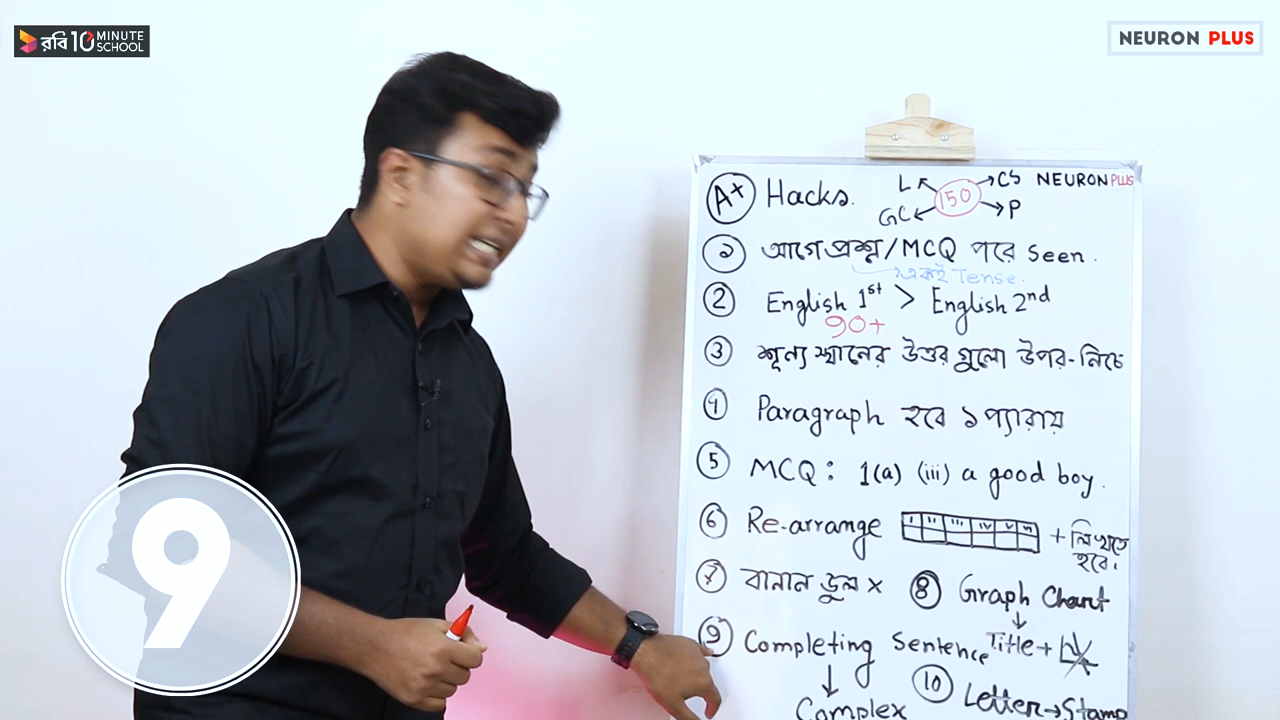 রবি 10 MINUTE SCHOOL
NEURON PLUS
A+ Hacks.
L CS
150
GC P
NEURON PLUS
১ আগে প্রশ্ন/MCQ পরে Seen.
একই Tense.
2 English 1st > English 2nd
90+
3 শূন্য স্থানের উত্তর গুলো উপর-নিচে
4 Paragraph হবে ১ প্যারায়
5 MCQ: 1(a) (iii) a good boy.
6 Re-arrange i ii iii iv v vi + লিখতে হবে।
7 বানান ভুল x
8 Graph Chart
Title +
9 Completing Sentence
Complex
10 Letter→Stamp
9